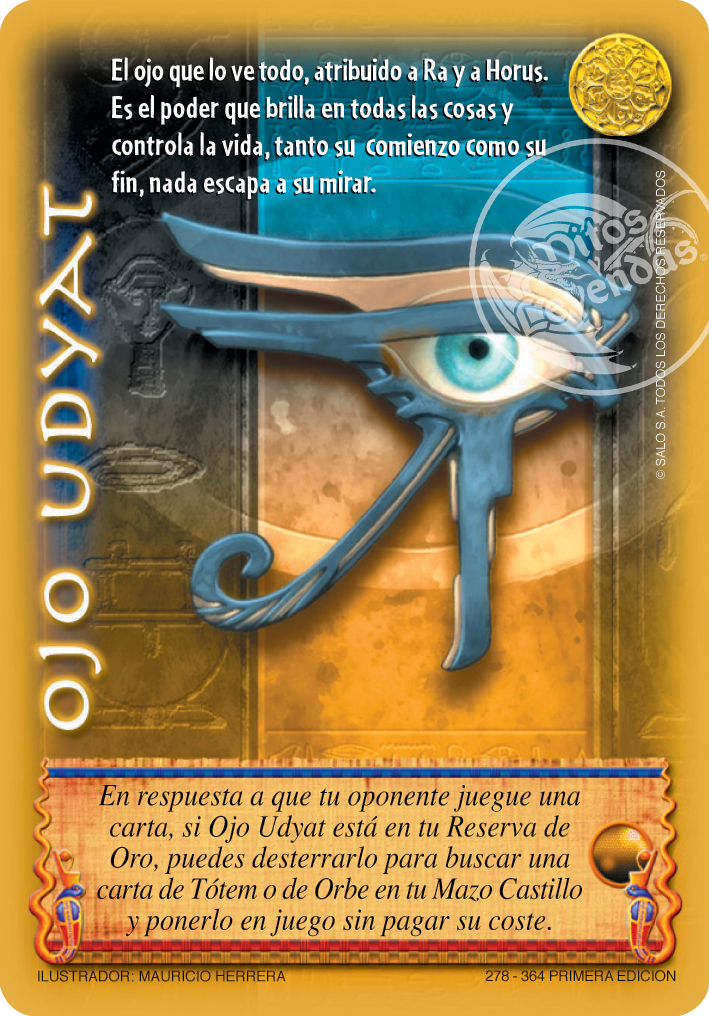 El ojo que lo ve todo, atribuido a Ra y a Horus.
Es el poder que brilla en todas las cosas y
controla la vida, tanto su comienzo como su
fin, nada escapa a su mirar.
OJO UDYAT
Mitos
Leyendas
© SALO S.A. TODOS LOS DERECHOS RESERVADOS
En respuesta a que tu oponente juegue una
carta, si Ojo Udyat está en tu Reserva de
Oro, puedes desterrarlo para buscar una
carta de Tótem o de Orbe en tu Mazo Castillo
y ponerlo en juego sin pagar su coste.
ILUSTRADOR: MAURICIO HERRERA
278 - 364 PRIMERA EDICION